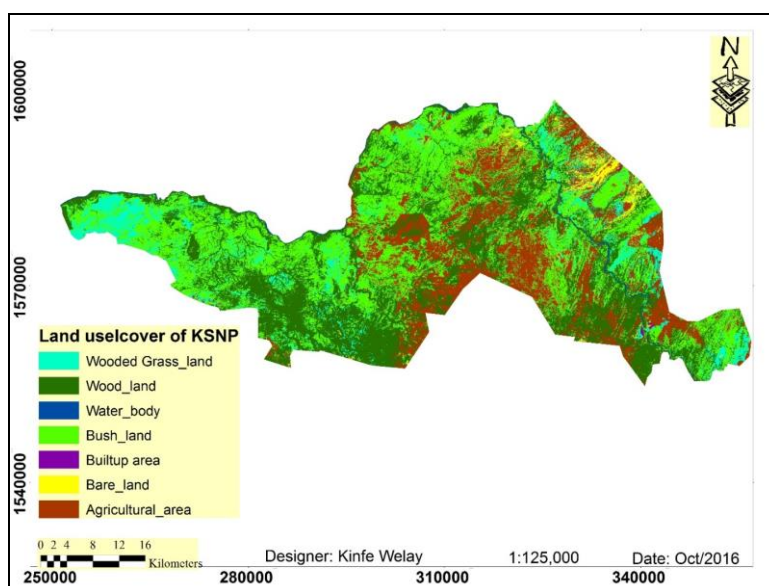 N
1600000
1570000
1540000
Land uselcover of KSNP
Wooded Grass_land
Wood_land
Water_body
Bush_land
Builtup area
Bare_land
Agricultural_area
0 2 4 8 12 16
Kilometers
Designer: Kinfe Welay 1:125,000 Date: Oct/2016
250000 280000 310000 340000